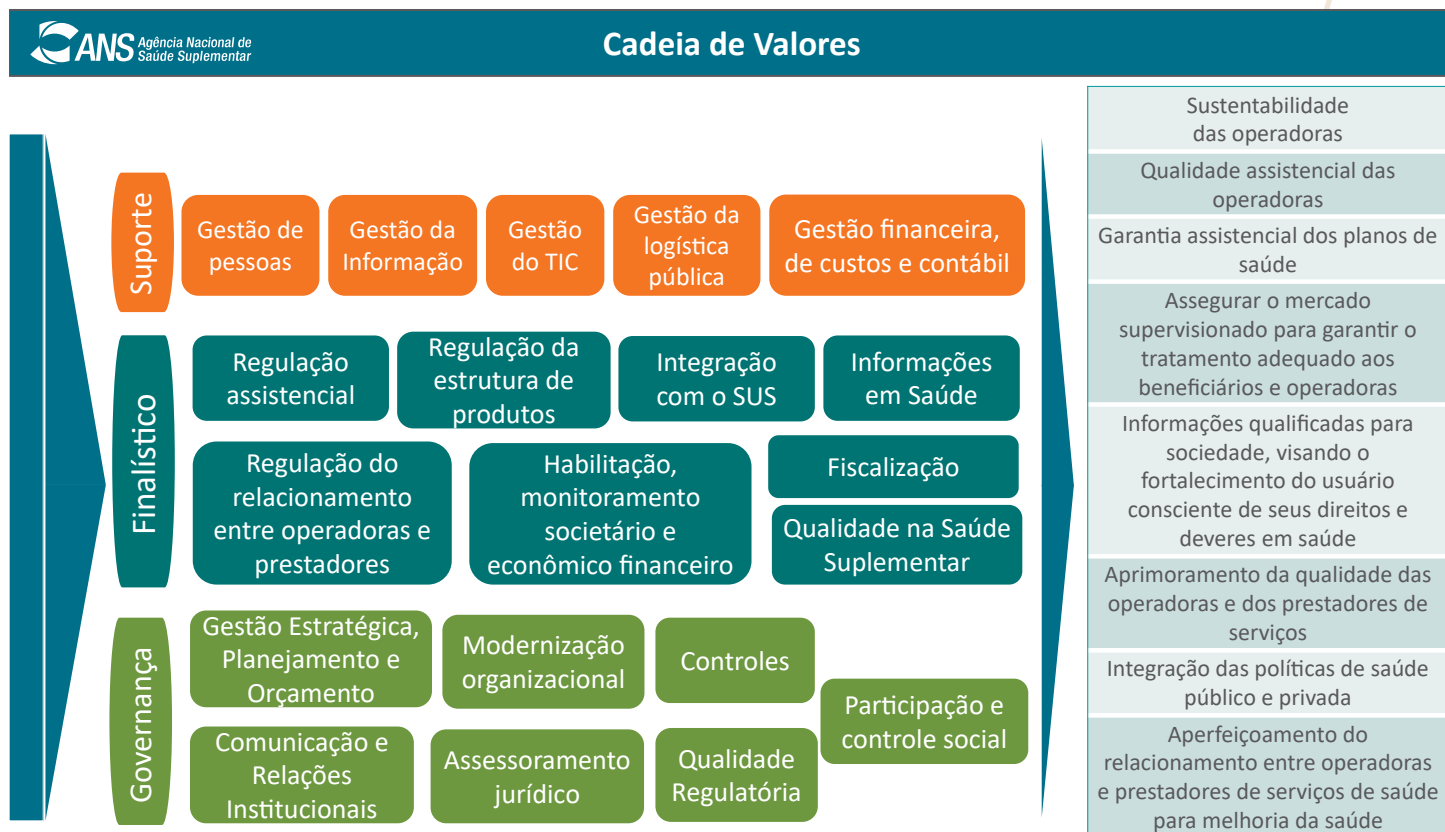 ANS Agência Nacional de
Saúde Suplementar
Cadeia de Valores
Suporte
Gestão de
pessoas
Gestão da
Informação
Gestão
do TIC
Gestão da
logística
pública
Gestão financeira,
de custos e contábil
Finalístico
Regulação
assistencial
Regulação da
estrutura de
produtos
Integração
com o SUS
Informações
em Saúde
Regulação do
relacionamento
entre operadoras e
prestadores
Habilitação,
monitoramento
societário e
econômico financeiro
Fiscalização
Qualidade na Saúde
Suplementar
Governança
Gestão Estratégica,
Planejamento e
Orçamento
Modernização
organizacional
Controles
Participação e
controle social
Comunicação e
Relações
Institucionais
Assessoramento
jurídico
Qualidade
Regulatória
Sustentabilidade
das operadoras
Qualidade assistencial das
operadoras
Garantia assistencial dos planos de
saúde
Assegurar o mercado
supervisionado para garantir o
tratamento adequado aos
beneficiários e operadoras
Informações qualificadas para
sociedade, visando o
fortalecimento do usuário
consciente de seus direitos e
deveres em saúde
Aprimoramento da qualidade das
operadoras e dos prestadores de
serviços
Integração das políticas de saúde
público e privada
Aperfeiçoamento do
relacionamento entre operadoras
e prestadores de serviços de saúde
para melhoria da saúde